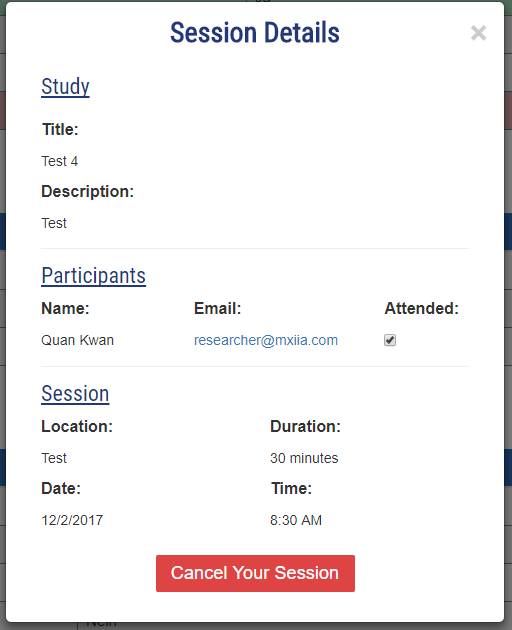 Session Details
×
Study
Title:
Test 4
Description:
Test
Participants
Name: Email: Attended:
Quan Kwan researcher@mxiia.com
Session
Location: Duration:
Test 30 minutes
Date: Time:
12/2/2017 8:30 AM
Cancel Your Session
Nein